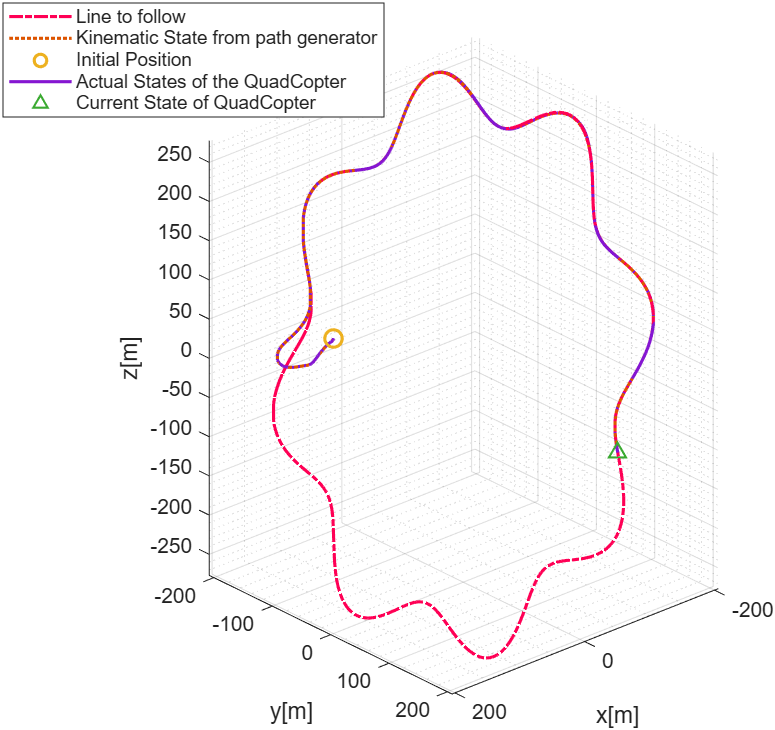 Line to follow
Kinematic State from path generator
Initial Position
Actual States of the QuadCopter
Current State of QuadCopter
250
200
150
100
50
0
-50
-100
-150
-200
-250
z[m]
-200
-100
0
100
200
y[m]
200
0
-200
x[m]